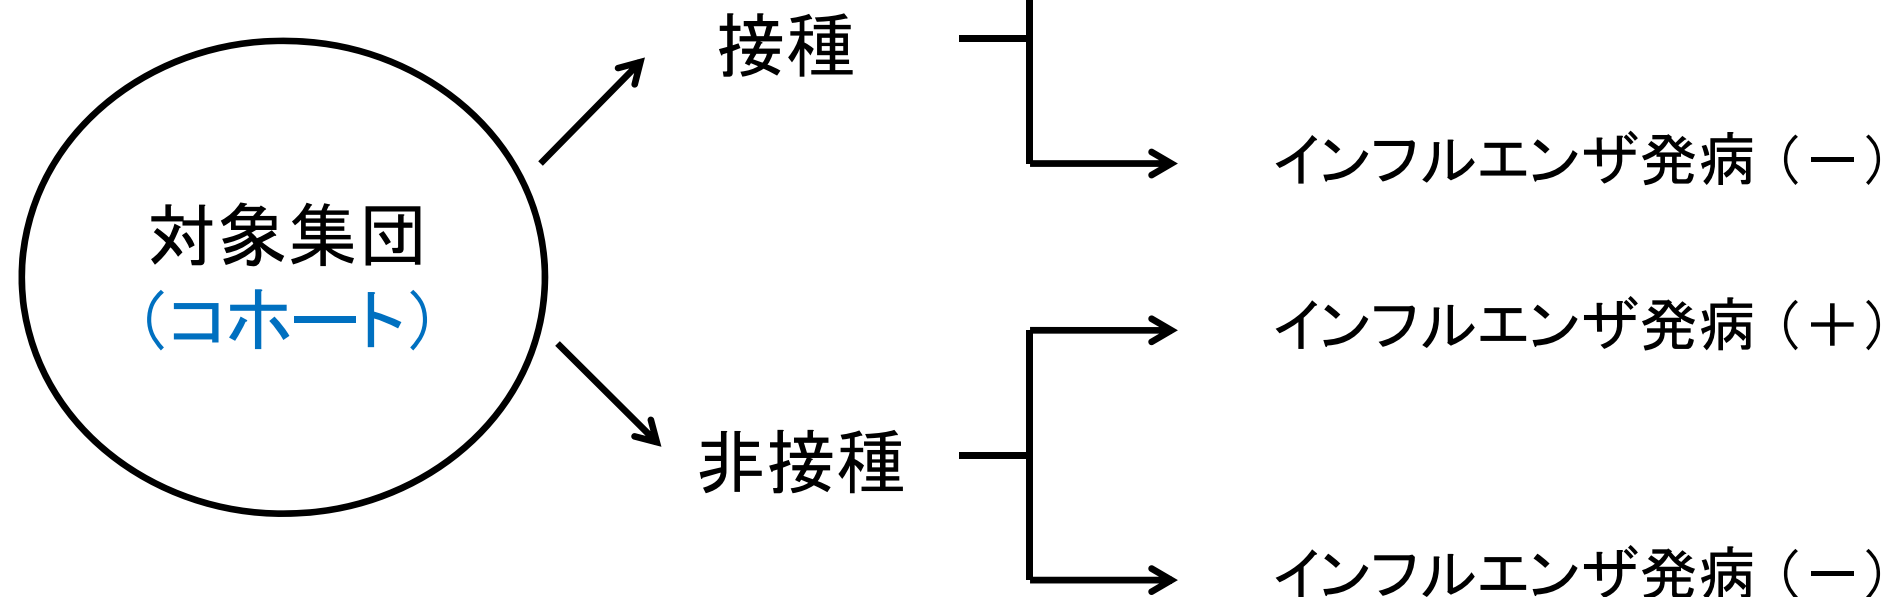 接種
インフルエンザ発病（－）
対象集団
（コホート）
インフルエンザ発病（＋）
非接種
インフルエンザ発病（－）